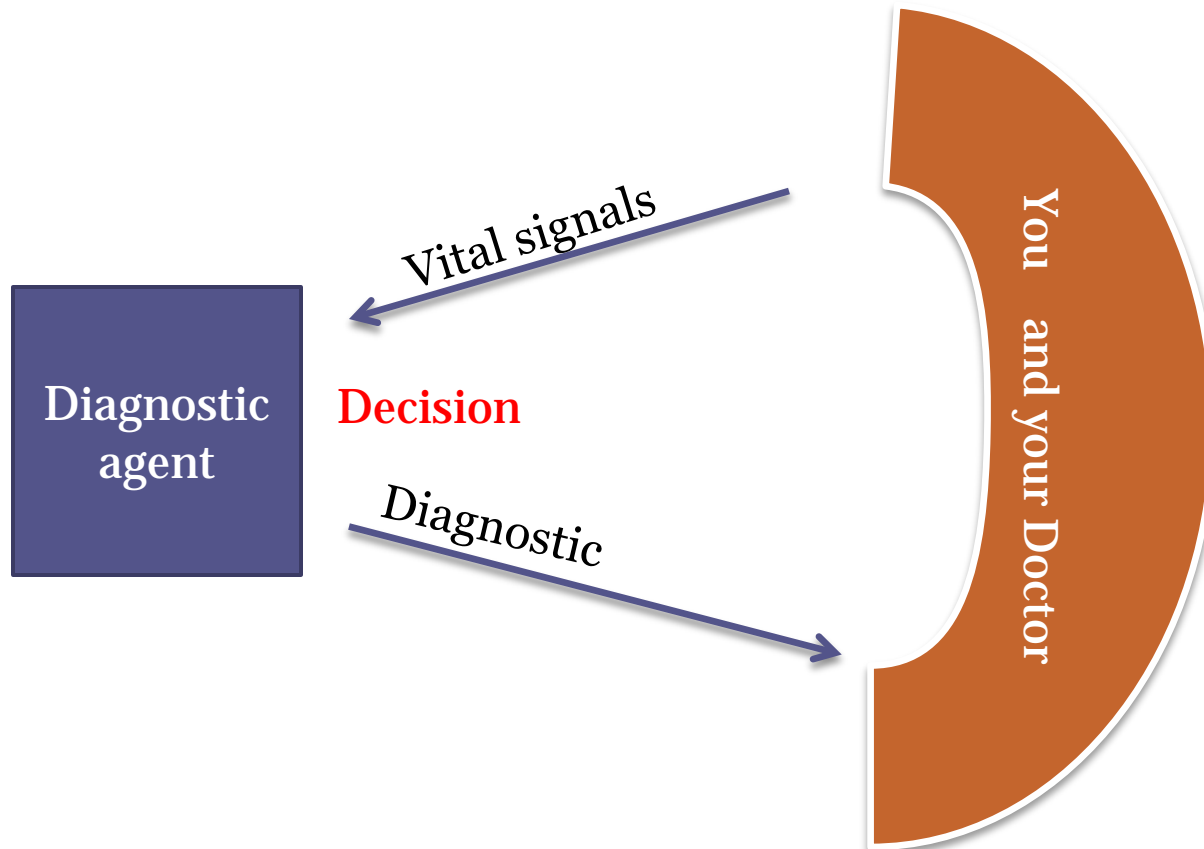 Vital signals
Diagnostic
agent
Decision
Diagnostic
You and your Doctor